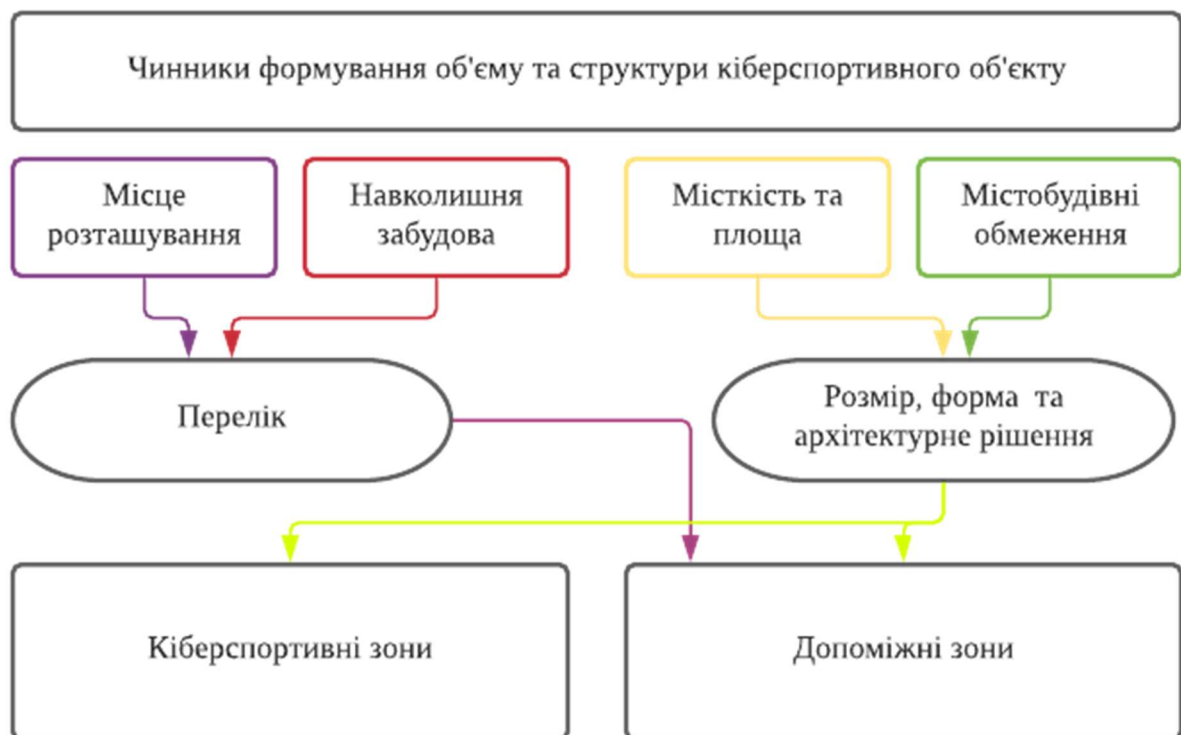 Чинники формування об'єму та структури кіберспортивного об'єкту
Місце
розташування
Навколишня
забудова
Місткість та
площа
Містобудівні
обмеження
Перелік
Розмір, форма та
архітектурне рішення
Кіберспортивні зони
Допоміжні зони